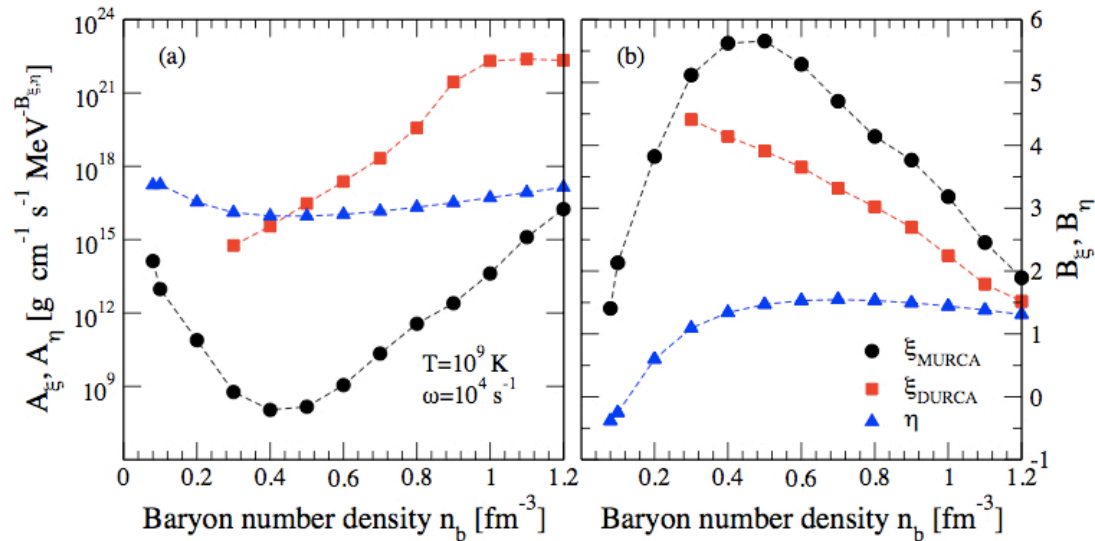 (a)
(b)
10^24
10^21
10^18
10^15
10^12
10^9
A_ξ, A_η [g cm^-1 s^-1 MeV^-B_ξ,η]
T=10^9 K
ω=10^4 s^-1
0 0.2 0.4 0.6 0.8 1 1.2
Baryon number density n_b [fm^-3]
6
5
4
3
2
1
0
-1
B_ξ, B_η
ξ_MURCA
ξ_DURCA
η
0.2 0.4 0.6 0.8 1 1.2
Baryon number density n_b [fm^-3]